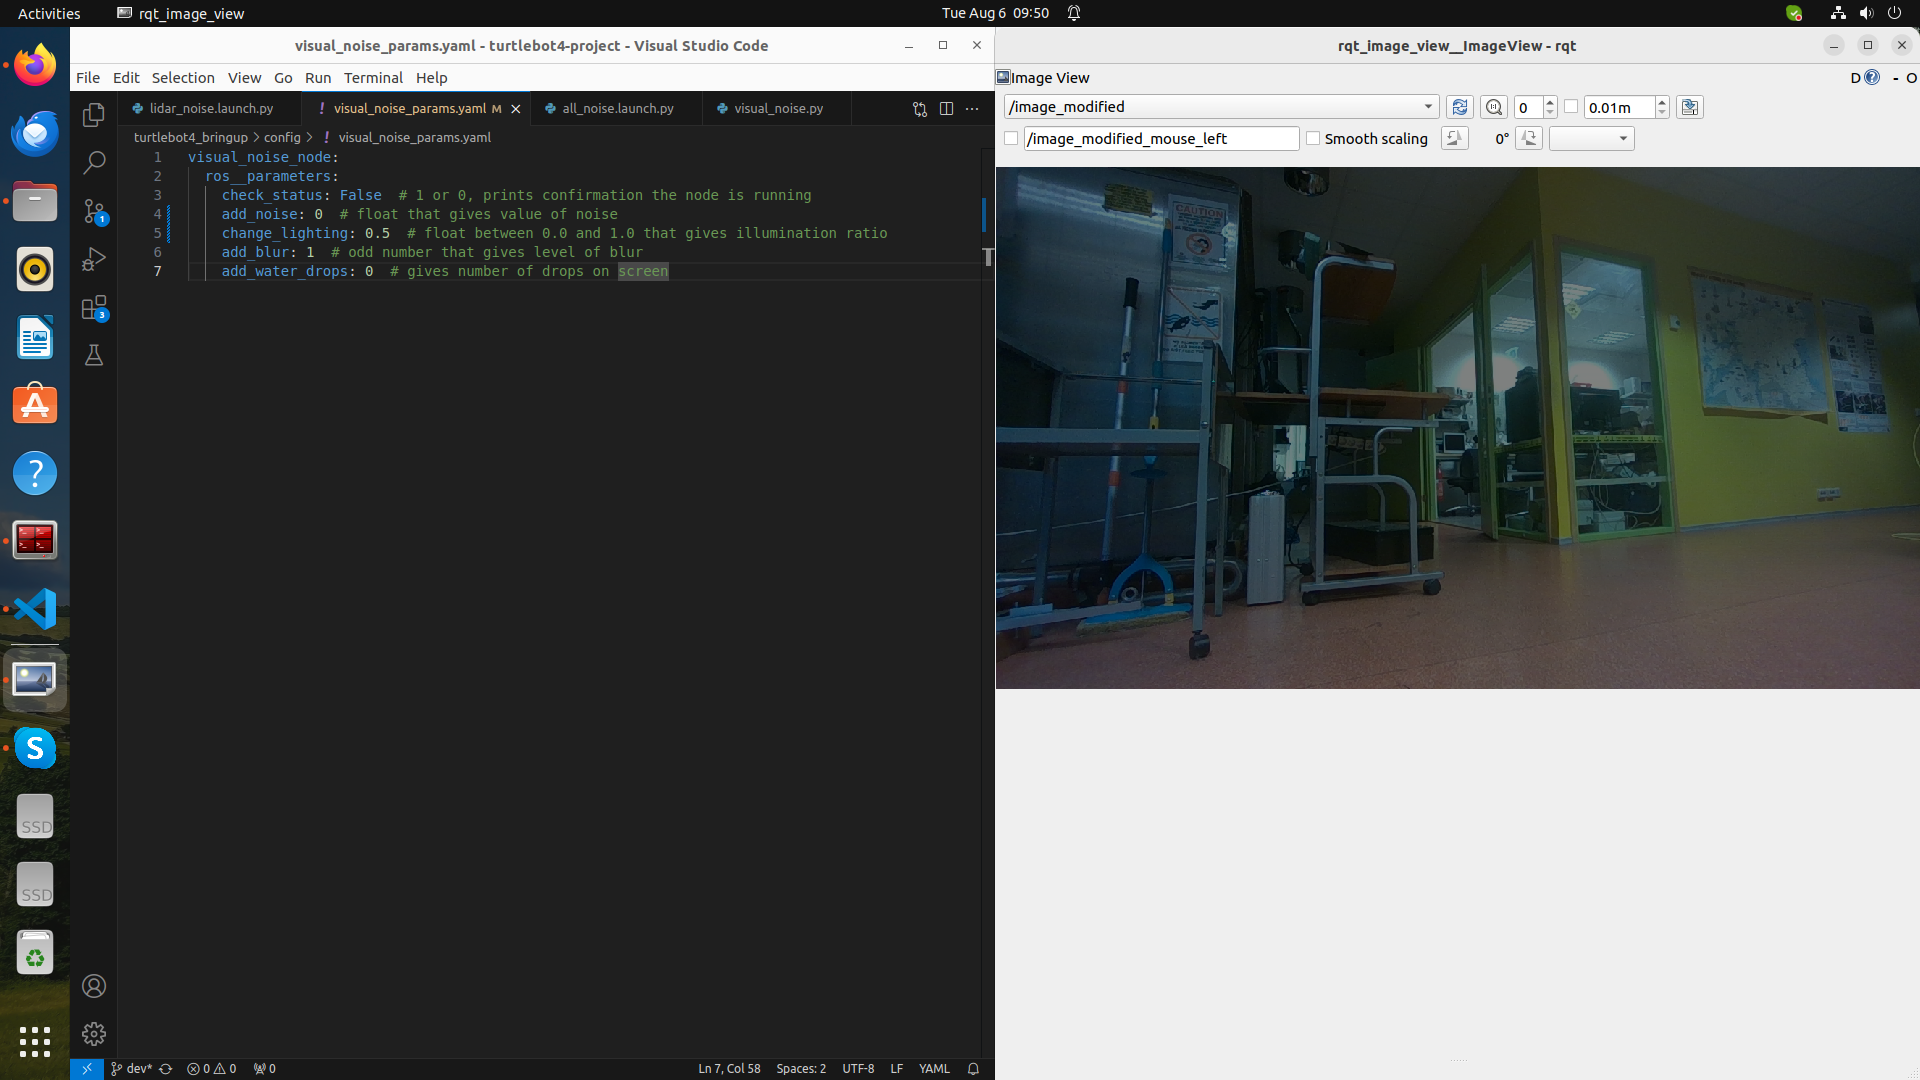 Activities
rqt_image_view
Tue Aug 6 09:50
visual_noise_params.yaml - turtlebot4-project - Visual Studio Code
rqt_image_view__ImageView - rqt
File Edit Selection View Go Run Terminal Help
Image View
D - O
lidar_noise.launch.py
! visual_noise_params.yaml M
all_noise.launch.py
visual_noise.py
/image_modified
0
0.01m
turtlebot4_bringup > config > ! visual_noise_params.yaml
/image_modified_mouse_left
Smooth scaling
0°
1 visual_noise_node:
2 ros__parameters:
3 check_status: False # 1 or 0, prints confirmation the node is running
4 add_noise: 0 # float that gives value of noise
5 change_lighting: 0.5 # float between 0.0 and 1.0 that gives illumination ratio
6 add_blur: 1 # odd number that gives level of blur
7 add_water_drops: 0 # gives number of drops on screen
1
3
CAUTION
SSD
SSD
dev*
0 0
0
Ln 7, Col 58
Spaces: 2
UTF-8
LF
YAML